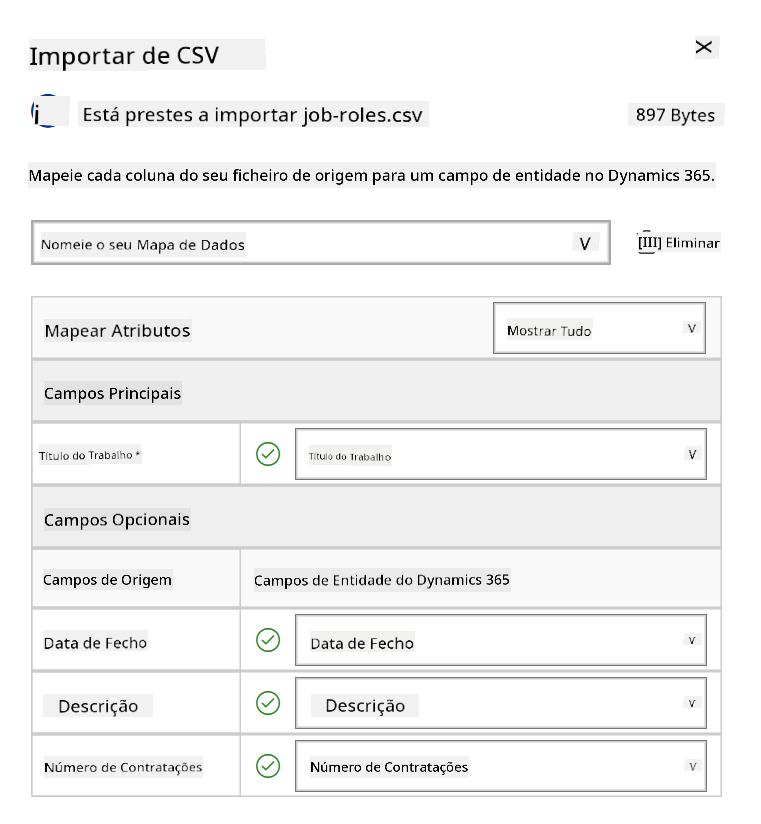 Importar de CSV
Está prestes a importar job-roles.csv 897 Bytes
Mapeie cada coluna do seu ficheiro de origem para um campo de entidade no Dynamics 365.
Nomeie o seu Mapa de Dados V [III] Eliminar
Mapear Atributos Mostrar Tudo V
Campos Principais
Título do Trabalho * Título do Trabalho V
Campos Opcionais
Campos de Origem Campos de Entidade do Dynamics 365
Data de Fecho Data de Fecho V
Descrição Descrição V
Número de Contratações Número de Contratações V